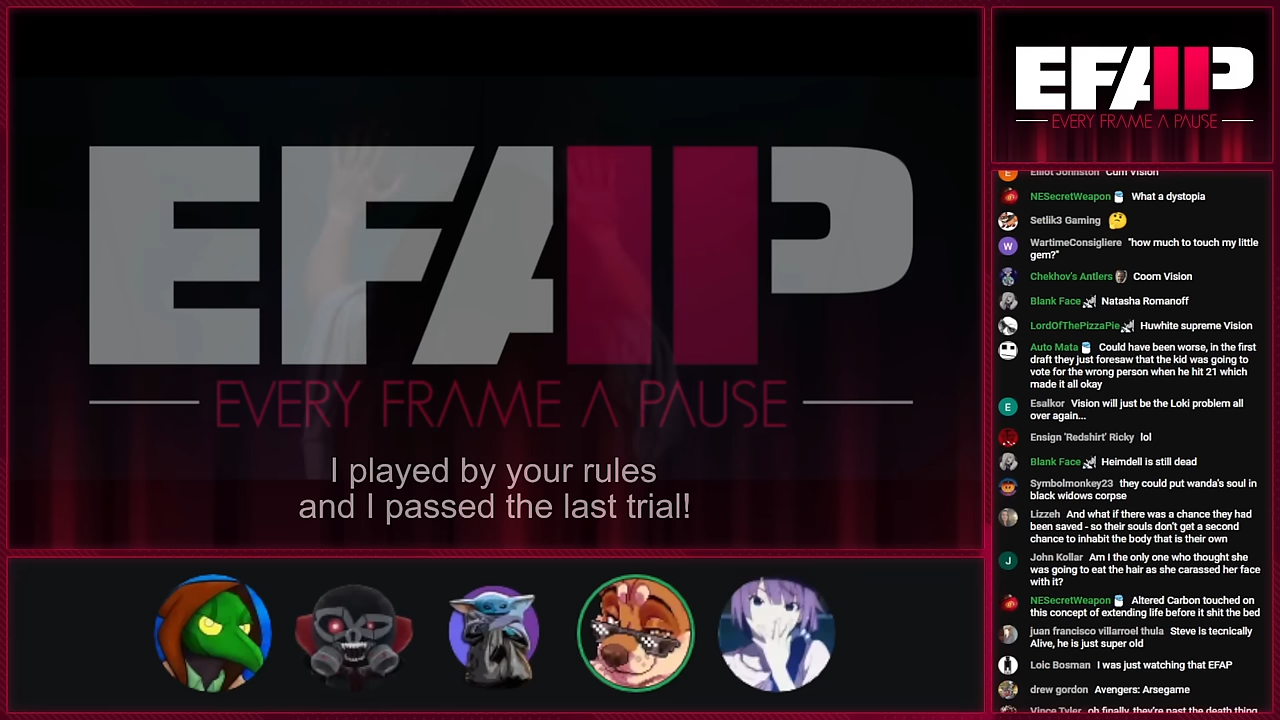 EFAP
EVERY FRAME A PAUSE
I played by your rules
and I passed the last trial!
EFAP
EVERY FRAME A PAUSE
Elliot Johnston Cum Vision
NESecretWeapon What a dystopia
Setlik3 Gaming
W
WartimeConsigliere "how much to touch my little
gem?"
Chekhov's Antlers Coom Vision
Blank Face Natasha Romanoff
LordOfThePizzaPie Huwhite supreme Vision
Auto Mata Could have been worse, in the first
draft they just foresaw that the kid was going to
vote for the wrong person when he hit 21 which
made it all okay
E
Esalkor Vision will just be the Loki problem all
over again...
Ensign 'Redshirt' Ricky lol
Blank Face Heimdell is still dead
Symbolmonkey23 they could put wanda's soul in
black widows corpse
Lizzeh And what if there was a chance they had
been saved - so their souls don't get a second
chance to inhabit the body that is their own
J
John Kollar Am I the only one who thought she
was going to eat the hair as she carassed her face
with it?
NESecretWeapon Altered Carbon touched on
this concept of extending life before it shit the bed
juan francisco villarroel thula Steve is tecnically
Alive, he is just super old
Loic Bosman I was just watching that EFAP
drew gordon Avengers: Arsegame
Vince Tyler oh finally, they're past the death thing